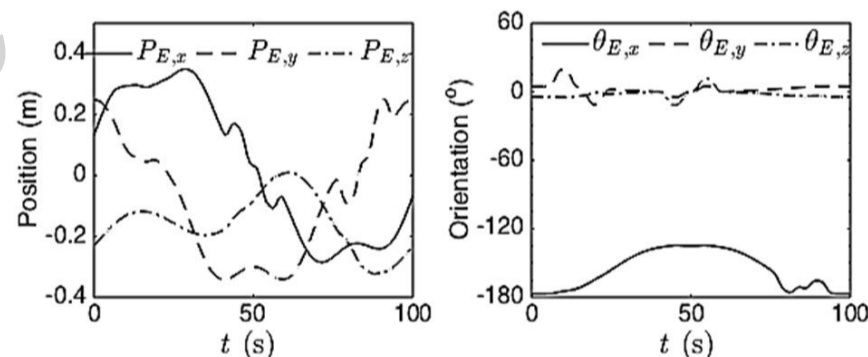 0.4
P_{E,x} P_{E,y} P_{E,z}
0.2
0
-0.2
-0.4
Position (m)
0 50 100
t (s)
60
θ_{E,x} θ_{E,y} θ_{E,z}
0
-60
-120
-180
Orientation (°)
0 50 100
t (s)